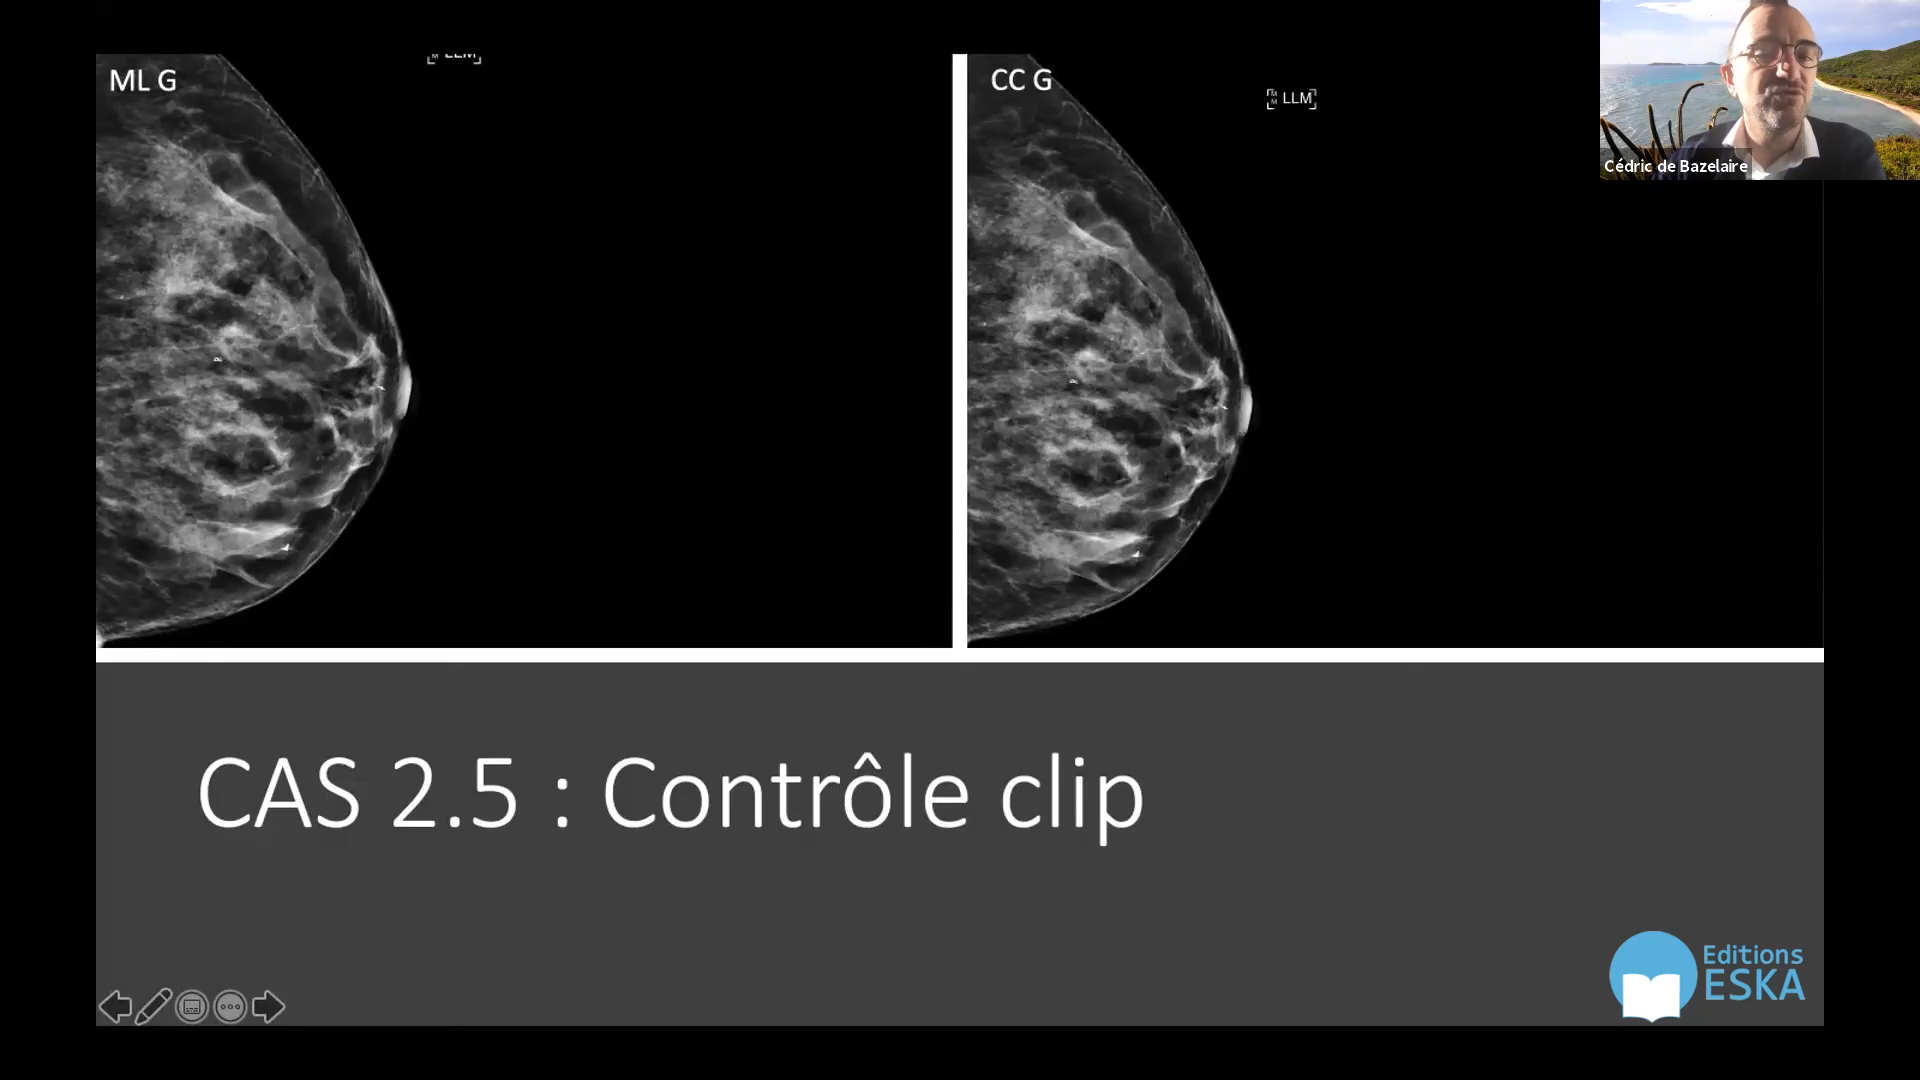 ML G
CC G
LLM
Cédric de Bazelaire
CAS 2.5 : Contrôle clip
Editions
ESKA